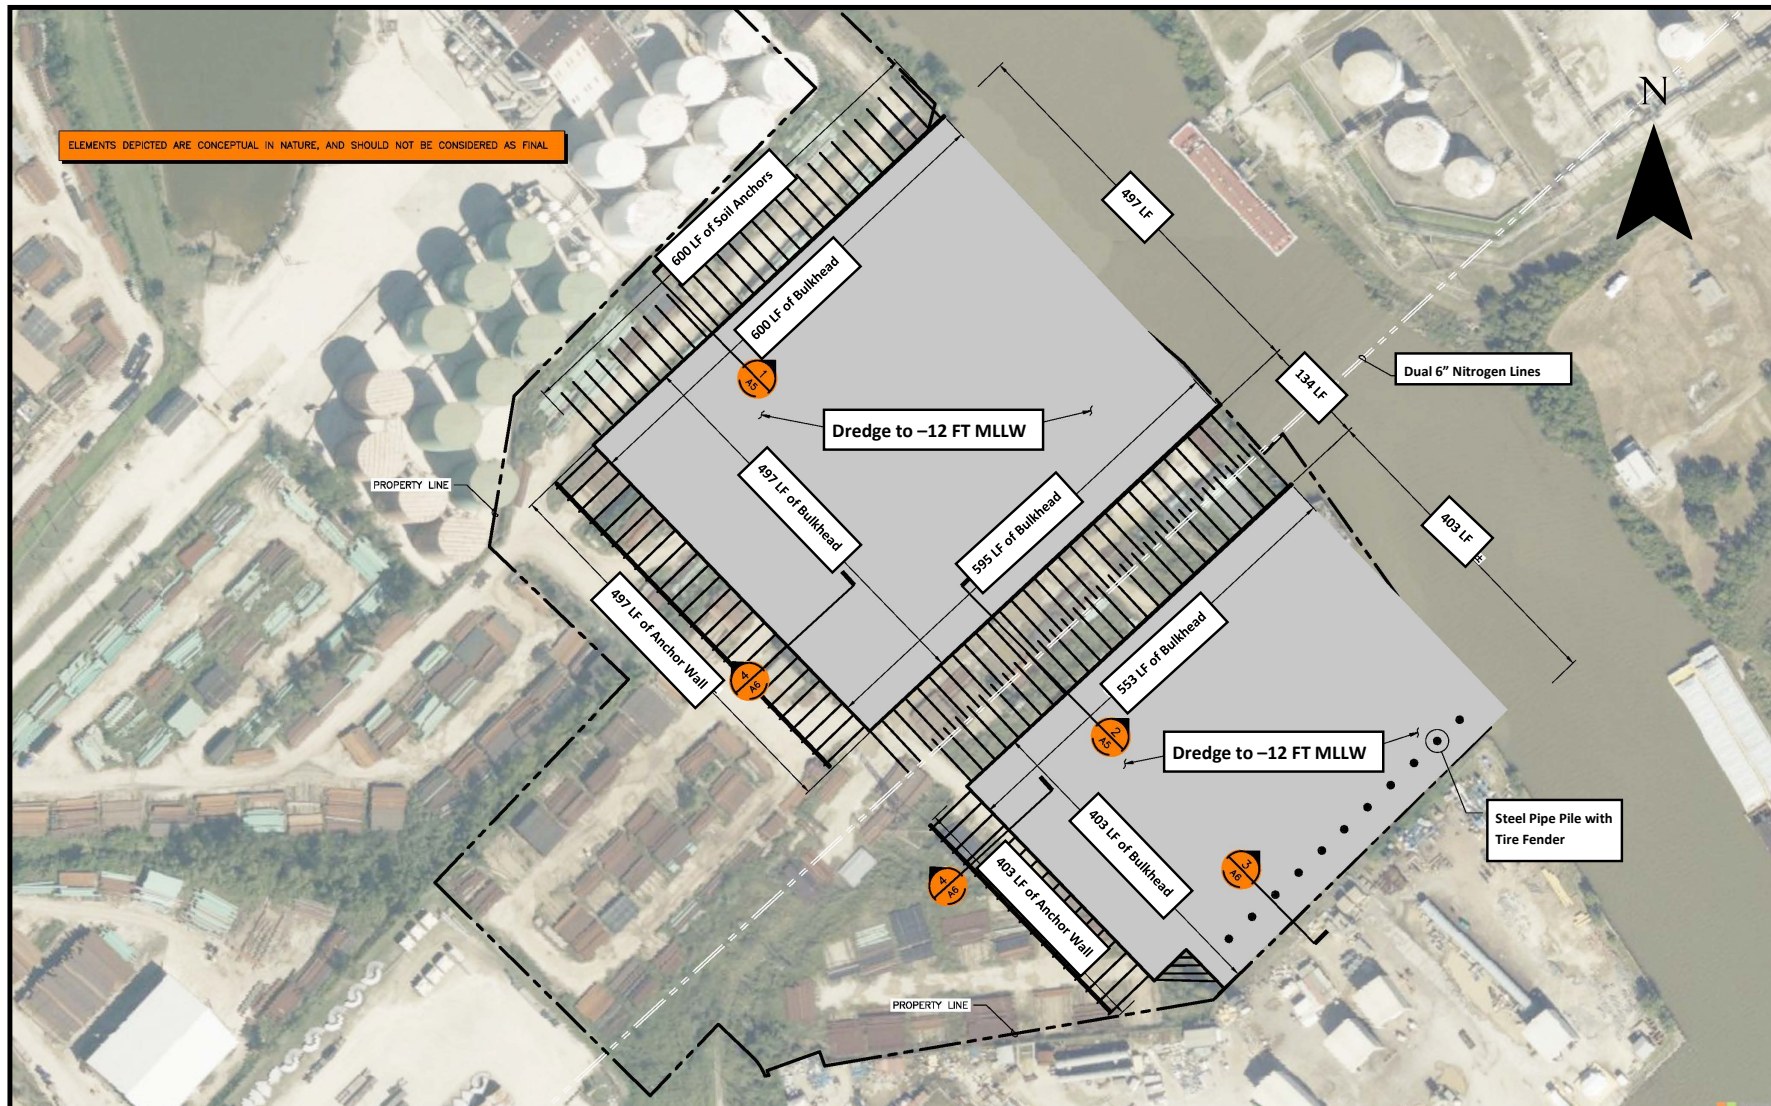 N
ELEMENTS DEPICTED ARE CONCEPTUAL IN NATURE, AND SHOULD NOT BE CONSIDERED AS FINAL
600 LF of Soil Anchors
497 LF
600 LF of Bulkhead
1
A5
134 LF
Dual 6” Nitrogen Lines
Dredge to –12 FT MLLW
PROPERTY LINE
497 LF of Bulkhead
595 LF of Bulkhead
403 LF
497 LF of Anchor Wall
4
A6
553 LF of Bulkhead
2
A5
Dredge to –12 FT MLLW
Steel Pipe Pile with
Tire Fender
403 LF of Bulkhead
3
A6
4
A6
403 LF of Anchor Wall
PROPERTY LINE